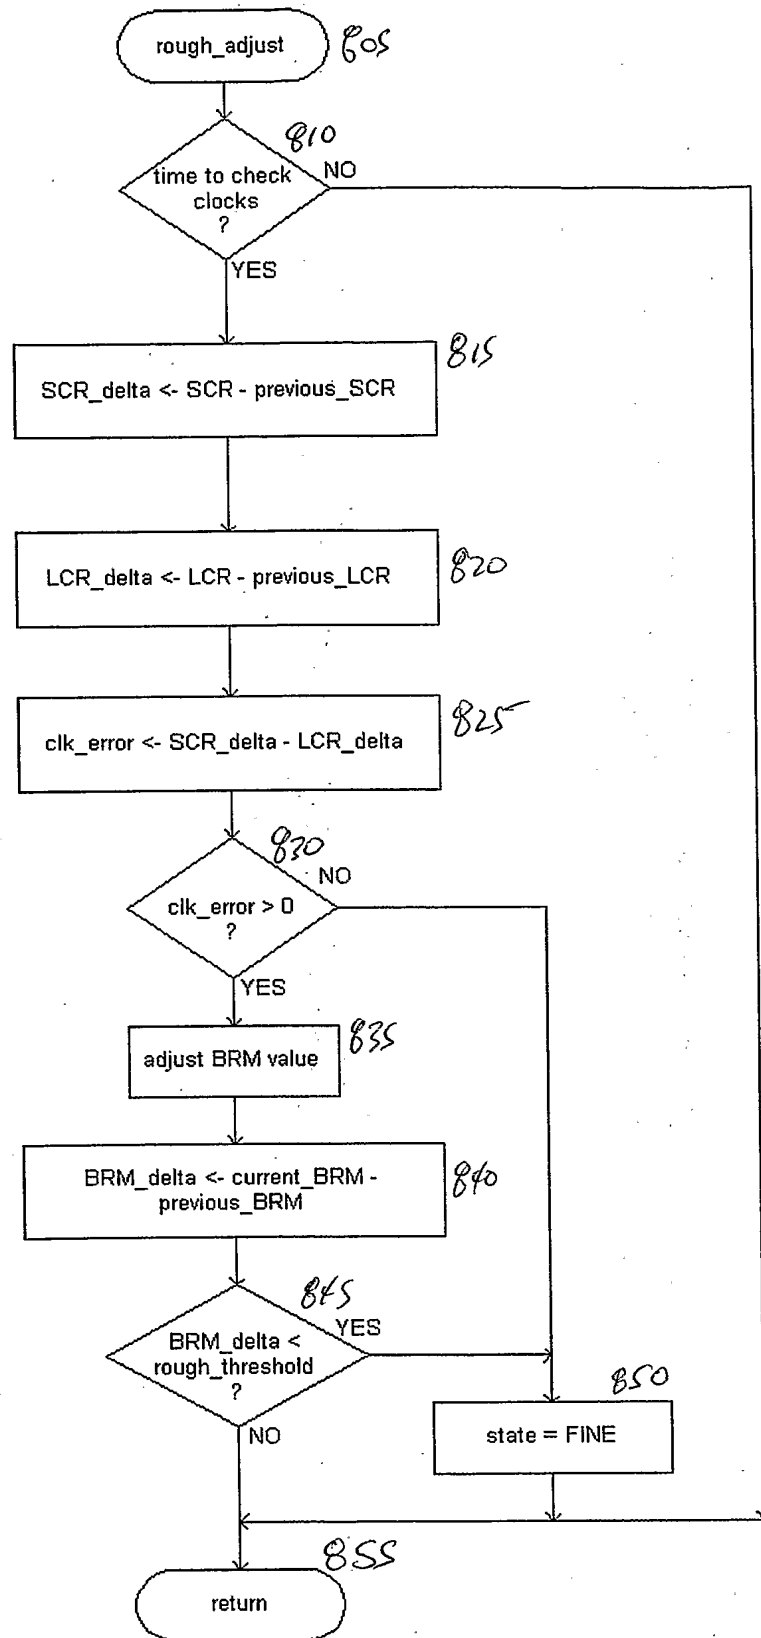 rough_adjust
805
810
time to check
clocks
?
NO
YES
815
SCR_delta <- SCR - previous_SCR
LCR_delta <- LCR - previous_LCR
820
clk_error <- SCR_delta - LCR_delta
825
830
NO
clk_error > 0
?
YES
adjust BRM value
835
BRM_delta <- current_BRM -
previous_BRM
840
845
YES
BRM_delta <
rough_threshold
?
NO
850
state = FINE
855
return